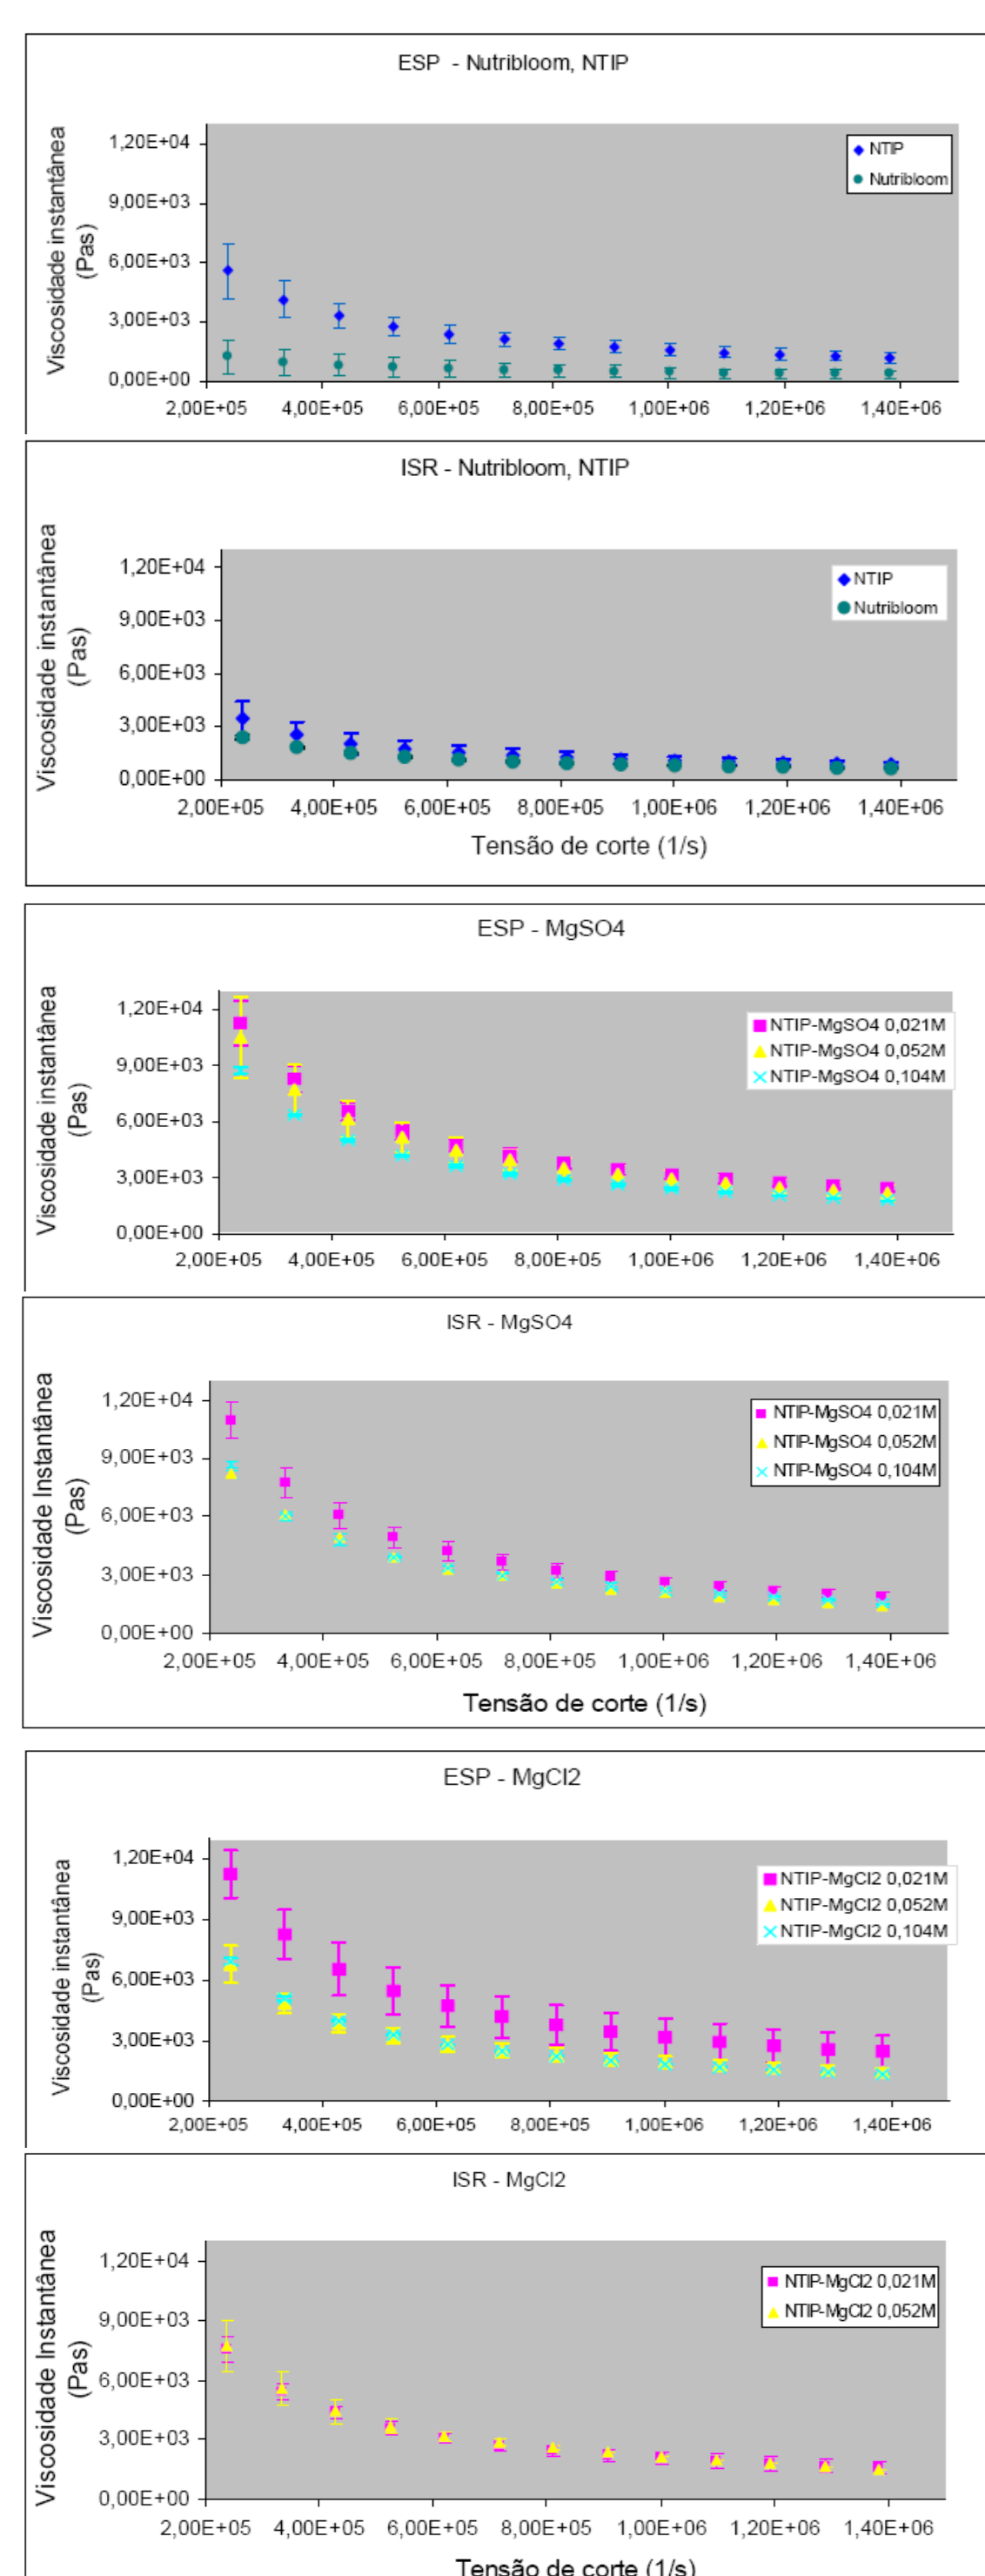 ESP - Nutribloom, NTIP
Viscosidade instantânea
(Pas)
1,20E+04
9,00E+03
6,00E+03
3,00E+03
0,00E+00
NTIP
Nutribloom
2,00E+05 4,00E+05 6,00E+05 8,00E+05 1,00E+06 1,20E+06 1,40E+06
ISR - Nutribloom, NTIP
Viscosidade instantânea
(Pas)
1,20E+04
9,00E+03
6,00E+03
3,00E+03
0,00E+00
NTIP
Nutribloom
2,00E+05 4,00E+05 6,00E+05 8,00E+05 1,00E+06 1,20E+06 1,40E+06
Tensão de corte (1/s)
ESP - MgSO4
Viscosidade instantânea
(Pas)
1,20E+04
9,00E+03
6,00E+03
3,00E+03
0,00E+00
NTIP-MgSO4 0,021M
NTIP-MgSO4 0,052M
NTIP-MgSO4 0,104M
2,00E+05 4,00E+05 6,00E+05 8,00E+05 1,00E+06 1,20E+06 1,40E+06
ISR - MgSO4
Viscosidade Instantânea
(Pas)
1,20E+04
9,00E+03
6,00E+03
3,00E+03
0,00E+00
NTIP-MgSO4 0,021M
NTIP-MgSO4 0,052M
NTIP-MgSO4 0,104M
2,00E+05 4,00E+05 6,00E+05 8,00E+05 1,00E+06 1,20E+06 1,40E+06
Tensão de corte (1/s)
ESP - MgCl2
Viscosidade instantânea
(Pas)
1,20E+04
9,00E+03
6,00E+03
3,00E+03
0,00E+00
NTIP-MgCl2 0,021M
NTIP-MgCl2 0,052M
NTIP-MgCl2 0,104M
2,00E+05 4,00E+05 6,00E+05 8,00E+05 1,00E+06 1,20E+06 1,40E+06
ISR - MgCl2
Viscosidade Instantânea
(Pas)
1,20E+04
9,00E+03
6,00E+03
3,00E+03
0,00E+00
NTIP-MgCl2 0,021M
NTIP-MgCl2 0,052M
2,00E+05 4,00E+05 6,00E+05 8,00E+05 1,00E+06 1,20E+06 1,40E+06
Tensão de corte (1/s)